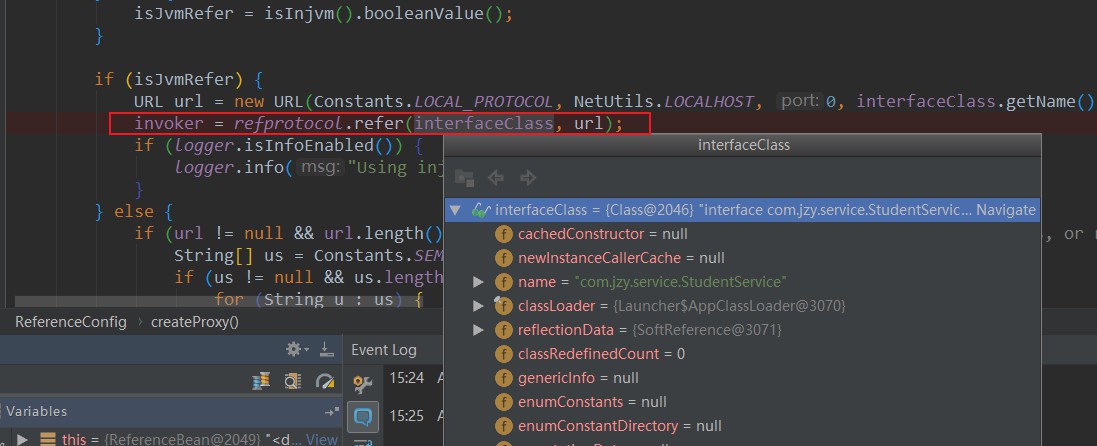 isJvmRefer = isInjvm().booleanValue();
}
if (isJvmRefer) {
URL url = new URL(Constants.LOCAL_PROTOCOL, NetUtils.LOCALHOST, port: 0, interfaceClass.getName()
invoker = refprotocol.refer(interfaceClass, url);
if (logger.isInfoEnabled()) {
logger.info( msg: "Using inj
}
} else {
if (url != null && url.length()
String[] us = Constants.SEM
if (us != null && us.length
for (String u : us) {
interfaceClass
interfaceClass = {Class@2046} "interface com.jzy.service.StudentServic... Navigate
cachedConstructor = null
newInstanceCallerCache = null
name = "com.jzy.service.StudentService"
classLoader = {Launcher$AppClassLoader@3070}
reflectionData = {SoftReference@3071}
classRedefinedCount = 0
genericInfo = null
enumConstants = null
enumConstantDirectory = null
, or
ReferenceConfig › createProxy()
Event Log
15:24
15:25
Variables
this = {ReferenceBean@2049} "<d... View